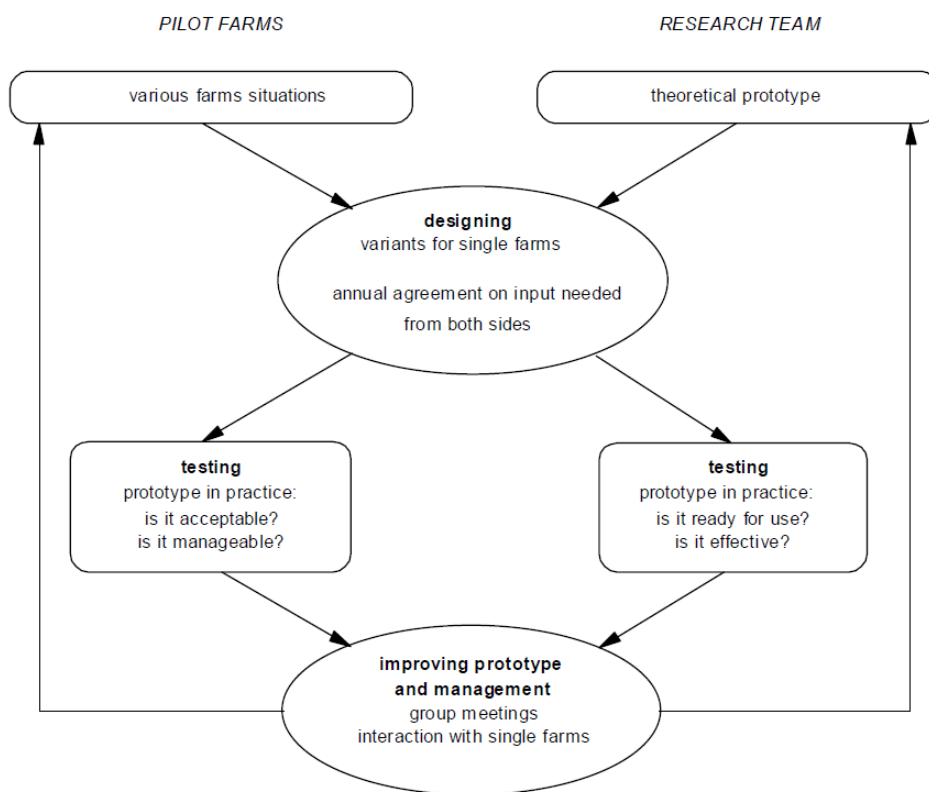 PILOT FARMS
RESEARCH TEAM
various farms situations
theoretical prototype
designing
variants for single farms
annual agreement on input needed
from both sides
testing
prototype in practice:
is it acceptable?
is it manageable?
testing
prototype in practice:
is it ready for use?
is it effective?
improving prototype
and management
group meetings
interaction with single farms